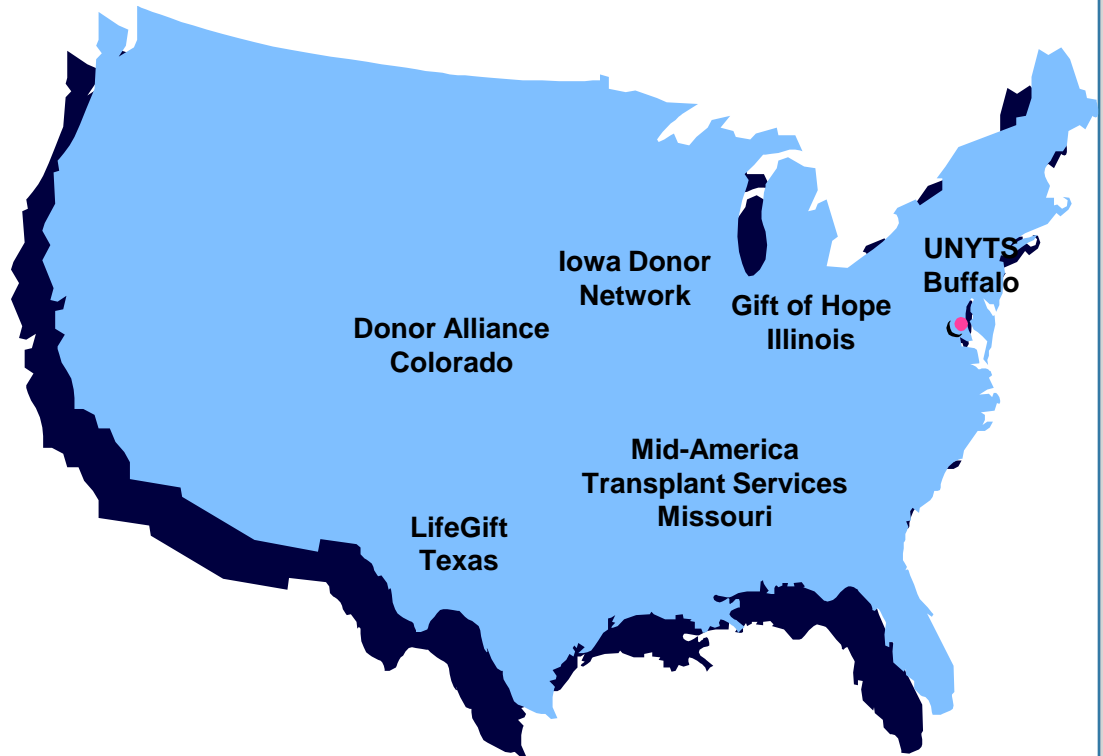 UNYTS
Buffalo
Iowa Donor
Network
Gift of Hope
Illinois
Donor Alliance
Colorado
Mid-America
Transplant Services
Missouri
LifeGift
Texas